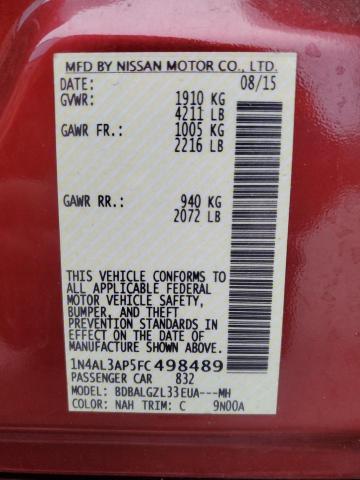 MFD BY NISSAN MOTOR CO., LTD.
DATE: 08/15
GVWR: 1910 KG
4211 LB
GAWR FR.: 1005 KG
2216 LB
GAWR RR.: 940 KG
2072 LB
THIS VEHICLE CONFORMS TO
ALL APPLICABLE FEDERAL
MOTOR VEHICLE SAFETY,
BUMPER, AND THEFT
PREVENTION STANDARDS IN
EFFECT ON THE DATE OF
MANUFACTURE SHOWN ABOVE.
1N4AL3AP5FC498489
PASSENGER CAR 832
MODEL: BDBALGZL33EUA---MH
COLOR: NAH TRIM: C 9N00A